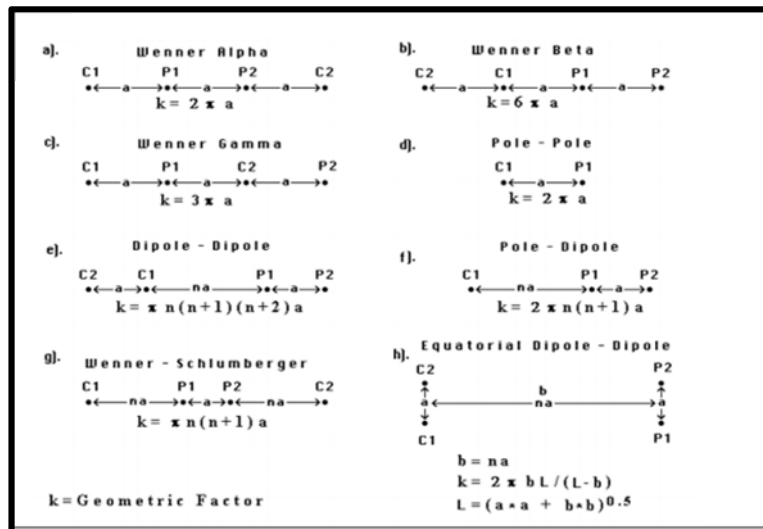 a). Wenner Alpha
C1 P1 P2 C2
a a a
k = 2 π a
b). Wenner Beta
C2 C1 P1 P2
a a a
k=6 π a
c). Wenner Gamma
C1 P1 C2 P2
a a a
k = 3 π a
d). Pole - Pole
C1 P1
a
k = 2 π a
e). Dipole - Dipole
C2 C1 P1 P2
a na a
k = π n(n+1)(n+2)a
f). Pole - Dipole
C1 P1 P2
na a
k = 2 π n(n+1)a
g). Wenner - Schlumberger
C1 P1 P2 C2
na a na
k = π n(n+1)a
h). Equatorial Dipole - Dipole
C2 P2
b
a na a
C1 P1
b = na
k = 2 π bL/(L-b)
L = (a*a + b*b)^0.5
k=Geometric Factor